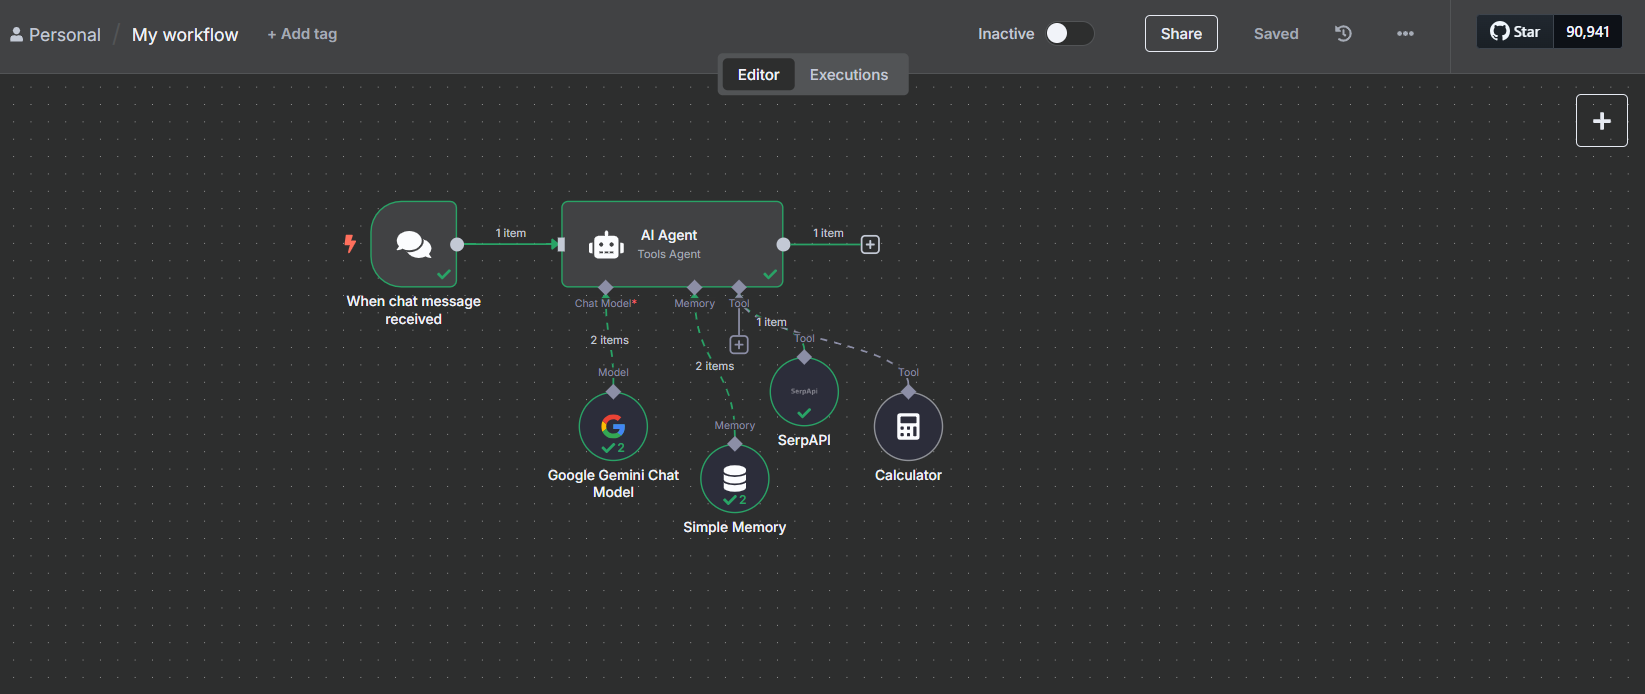 Personal / My workflow + Add tag
Inactive
Share
Saved
Star 90,941
Editor Executions
1 item
AI Agent
Tools Agent
1 item
When chat message
received
Chat Model*
Memory
Tool
1 item
2 items
Tool
2 items
Model
Tool
SerpApi
Memory
SerpAPI
2
Google Gemini Chat
Model
Calculator
2
Simple Memory